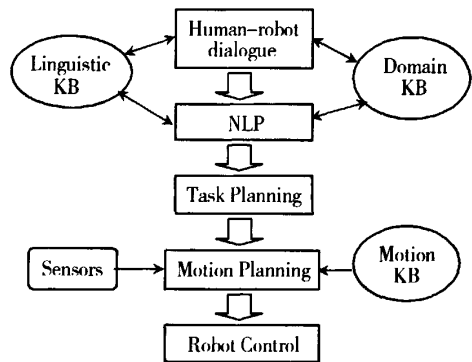 Human-robot
dialogue
Linguistic
KB
Domain
KB
NLP
Task Planning
Sensors
Motion Planning
Motion
KB
Robot Control